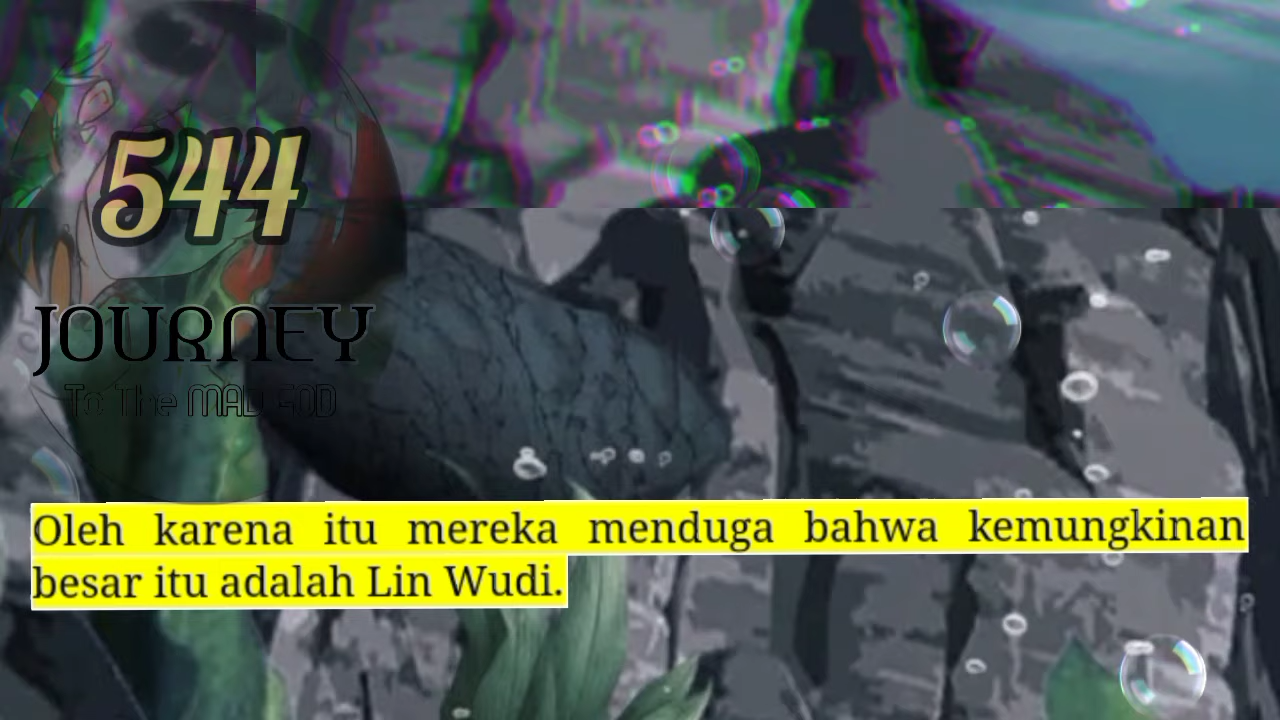 544
JOURNEY
To The MAD GOD
Oleh karena itu mereka menduga bahwa kemungkinan
besar itu adalah Lin Wudi.